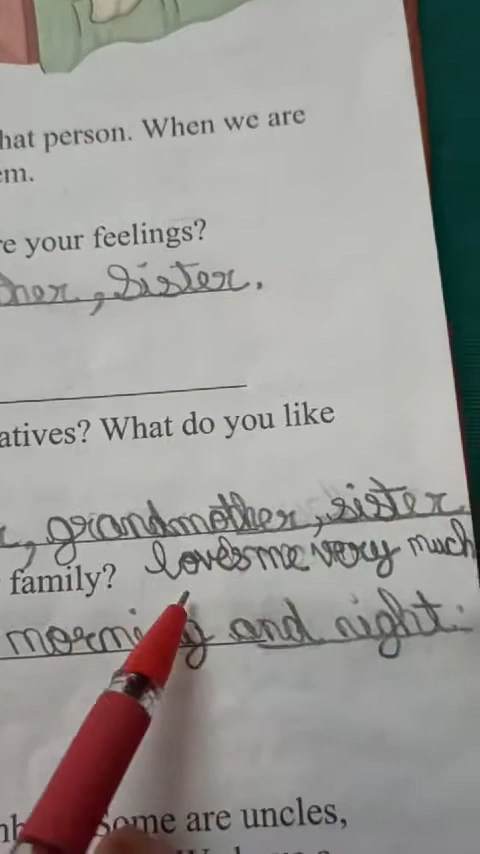 hat person. When we are
em.
e your feelings?
her, Sister.
atives? What do you like
r, grandmother, sister
family? loves me very much
morning and night.
Some are uncles,